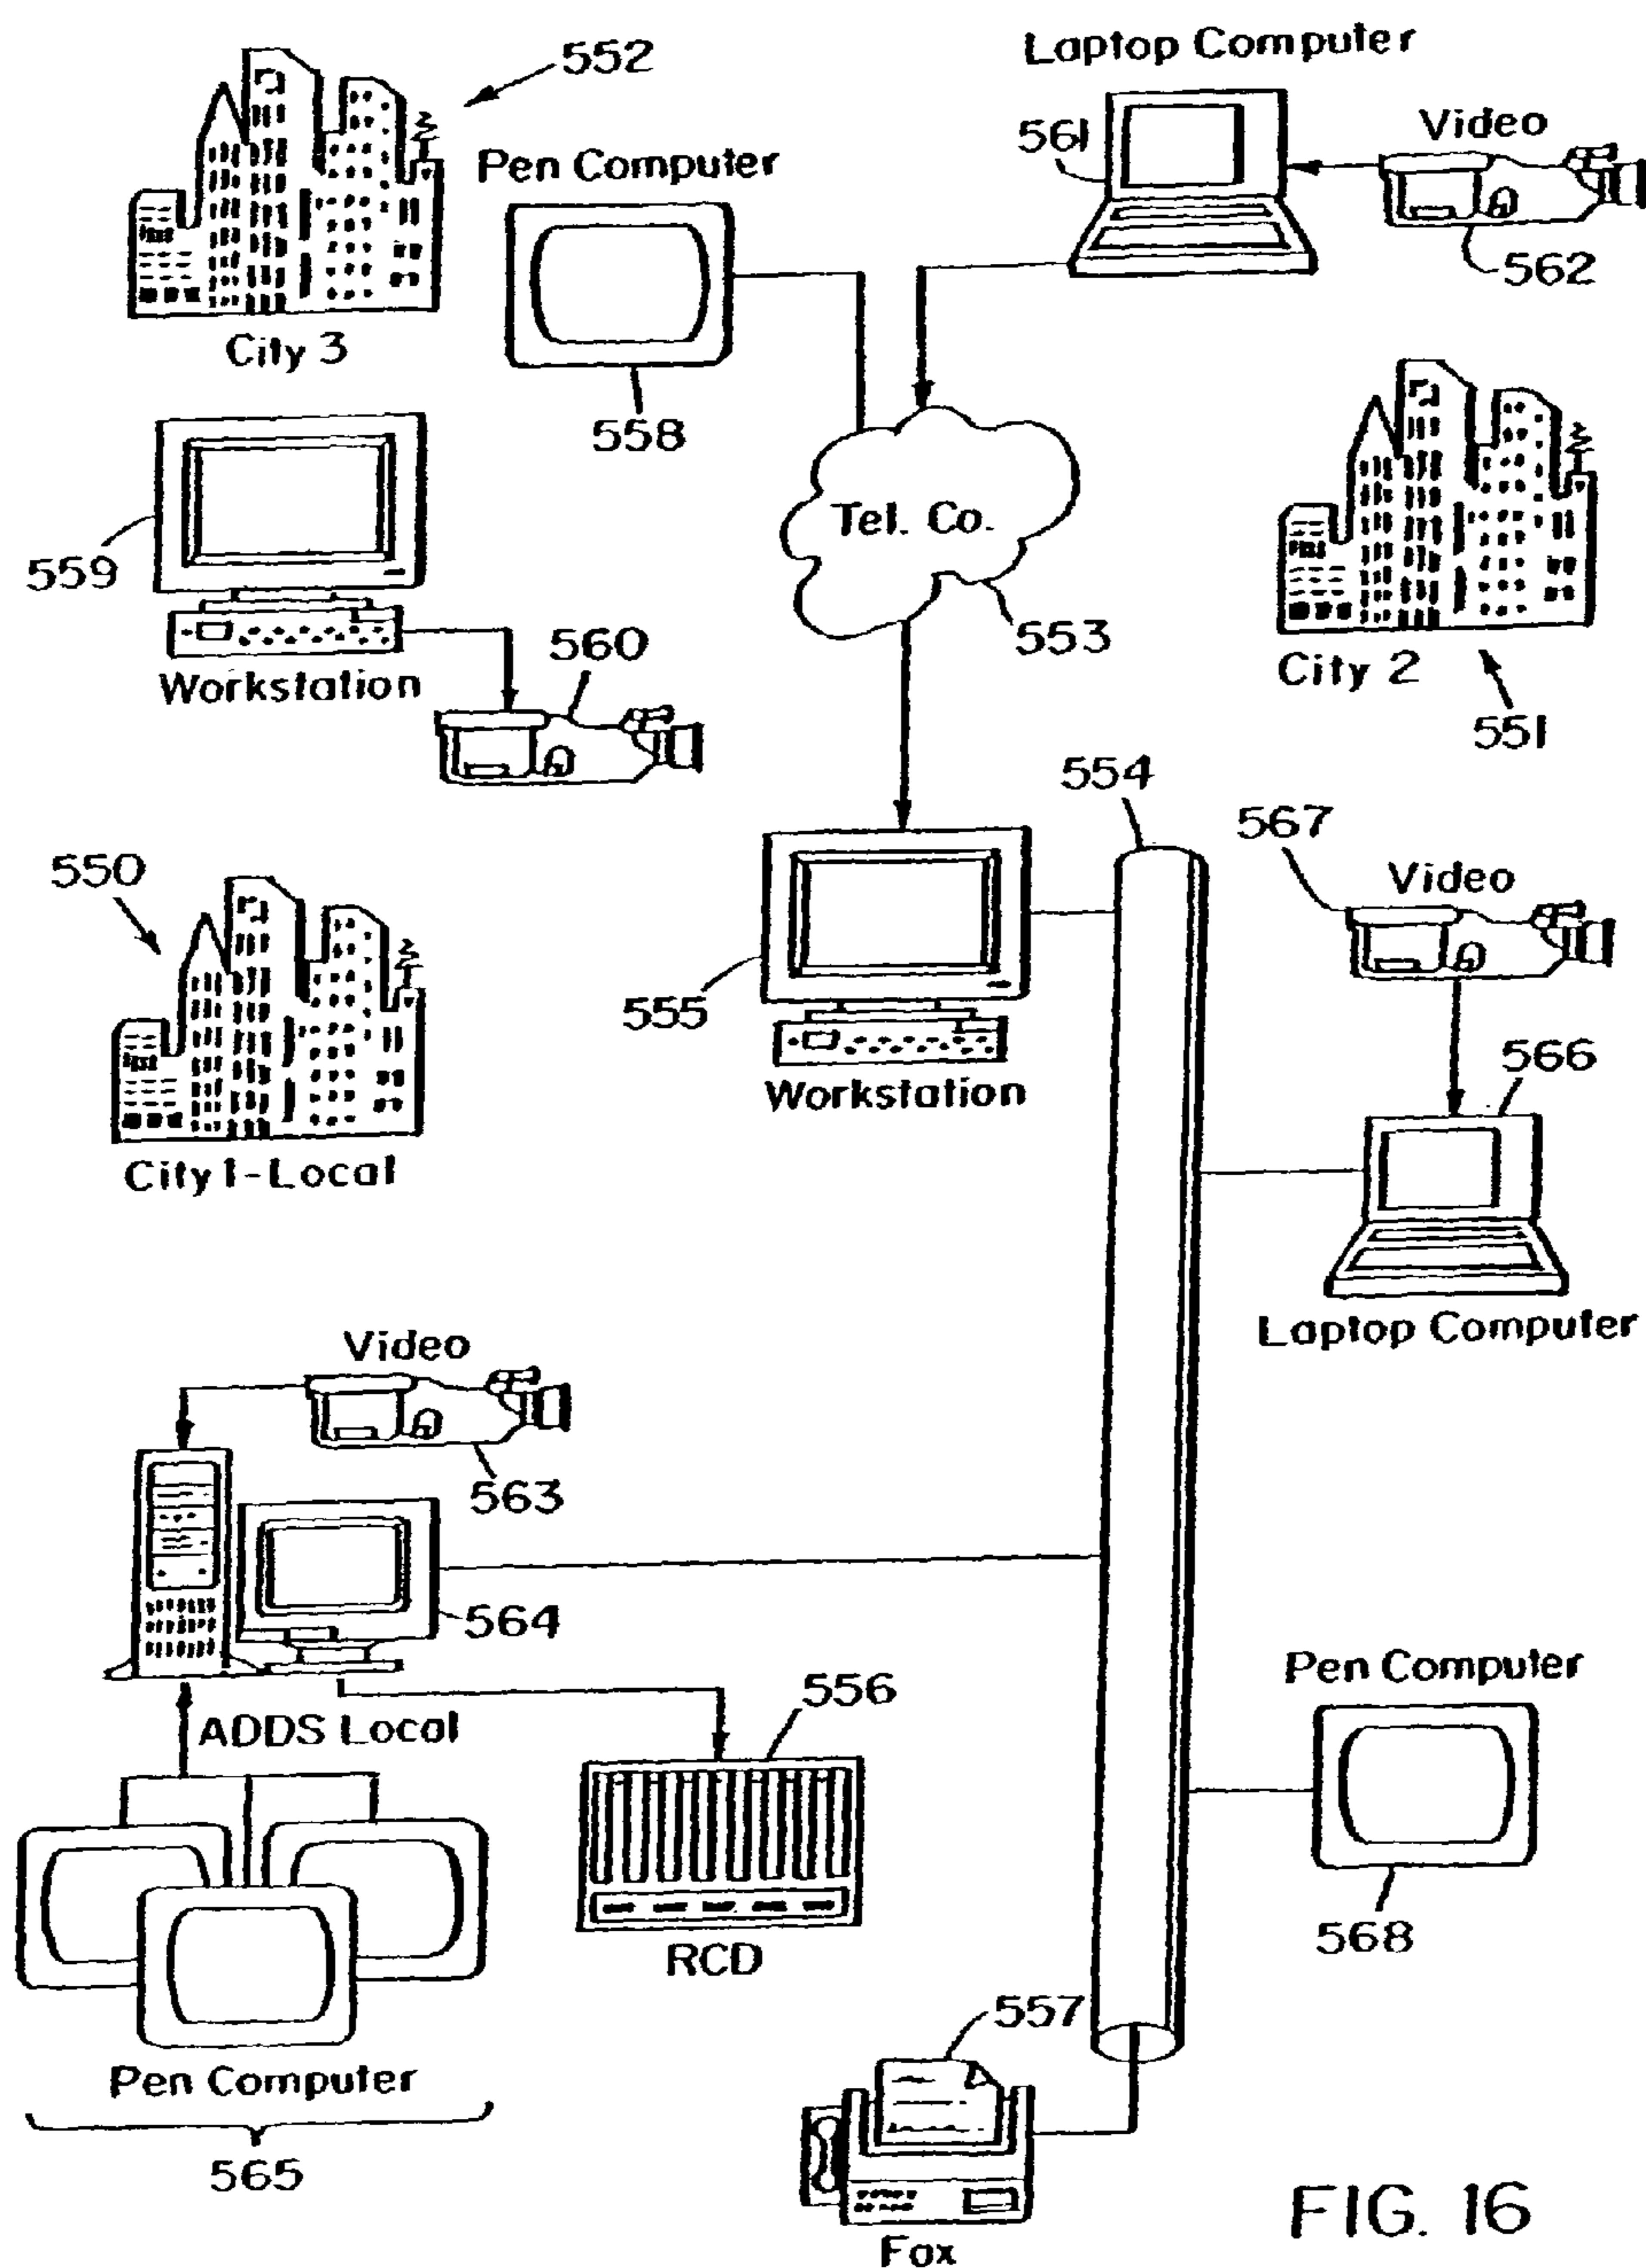 552
Laptop Computer
561
Video
Pen Computer
562
City 3
558
Tel. Co.
559
553
560
Workstation
City 2
551
554
567
Video
550
555
566
Workstation
City 1-Local
Laptop Computer
Video
563
564
Pen Computer
556
ADDS Local
568
RCD
557
Pen Computer
565
Fax
FIG. 16